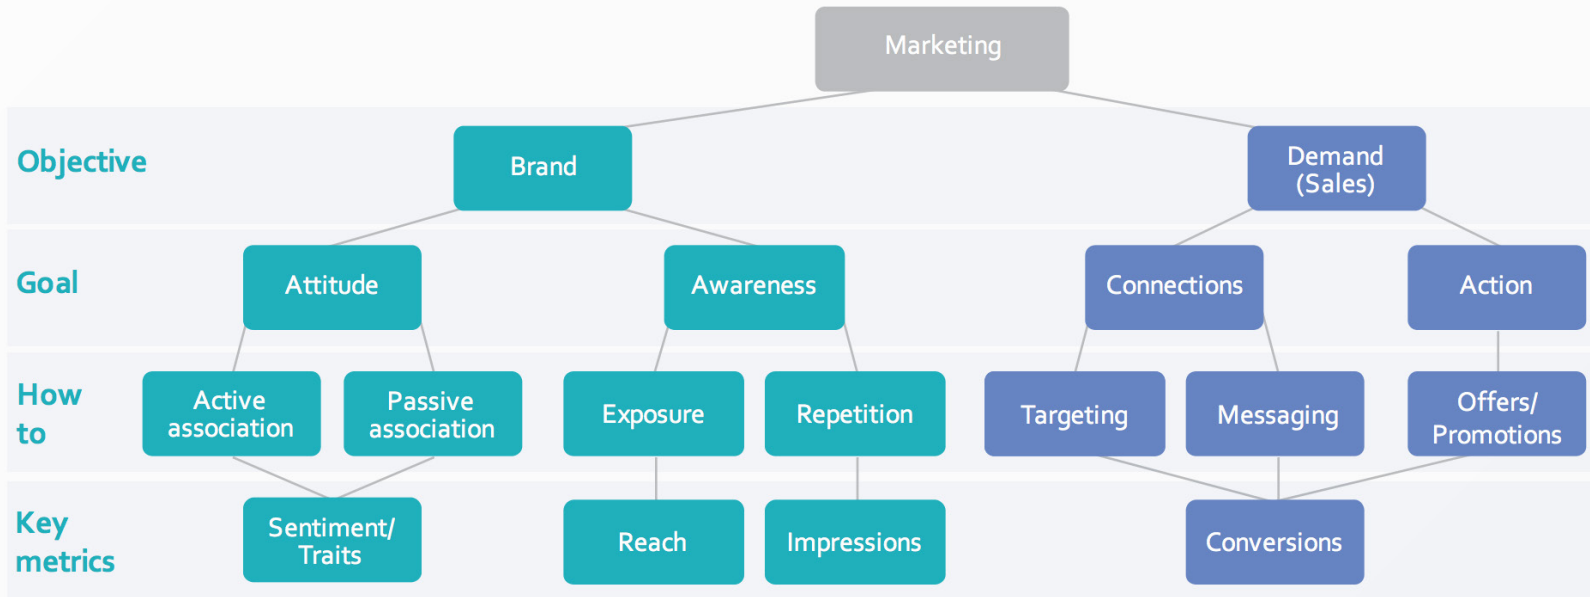 Marketing
Objective
Brand
Demand
(Sales)
Goal
Attitude
Awareness
Connections
Action
How
to
Active
association
Passive
association
Exposure
Repetition
Targeting
Messaging
Offers/
Promotions
Key
metrics
Sentiment/
Traits
Reach
Impressions
Conversions